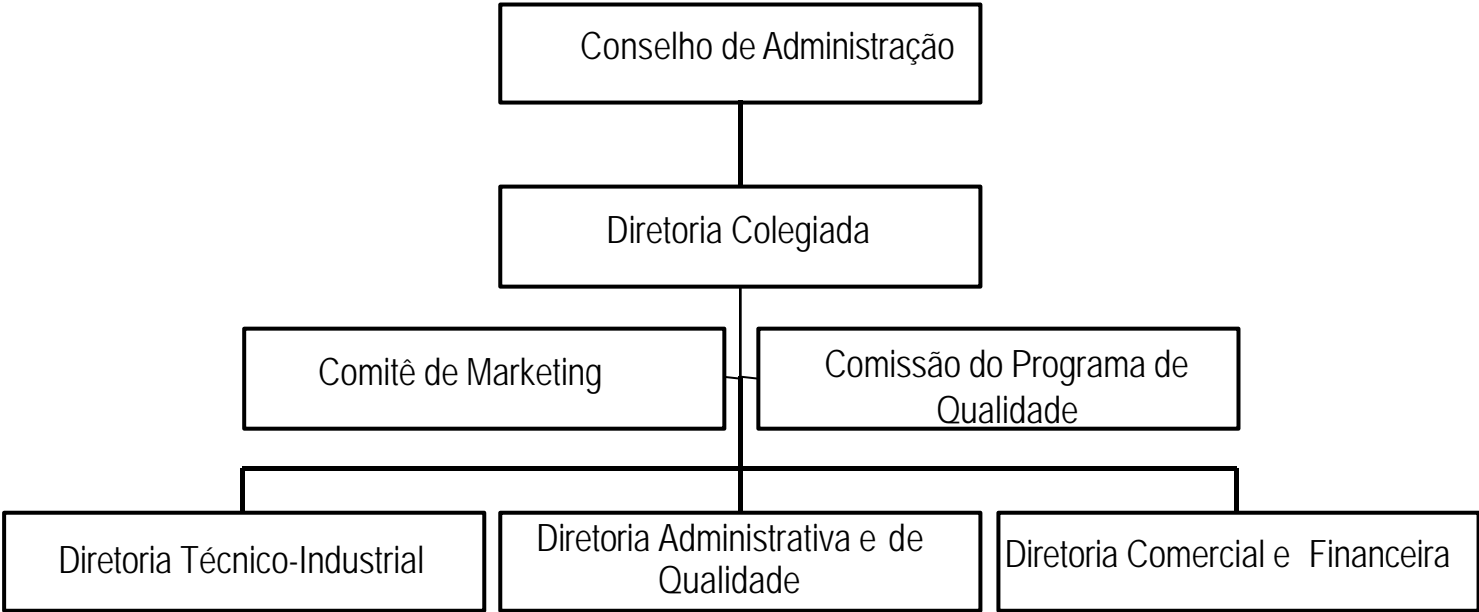 Conselho de Administração
Diretoria Colegiada
Comitê de Marketing
Comissão do Programa de
Qualidade
Diretoria Técnico-Industrial
Diretoria Administrativa e de
Qualidade
Diretoria Comercial e Financeira